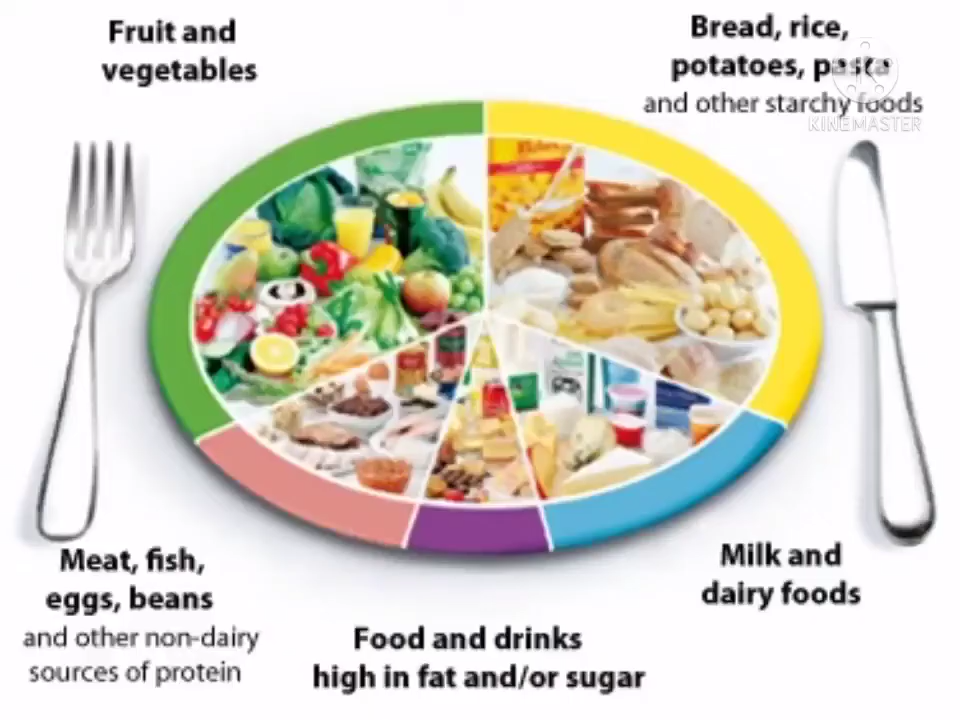 Fruit and
vegetables
Bread, rice,
potatoes, pasta
and other starchy foods
KINEMASTER
Meat, fish,
eggs, beans
and other non-dairy
sources of protein
Food and drinks
high in fat and/or sugar
Milk and
dairy foods